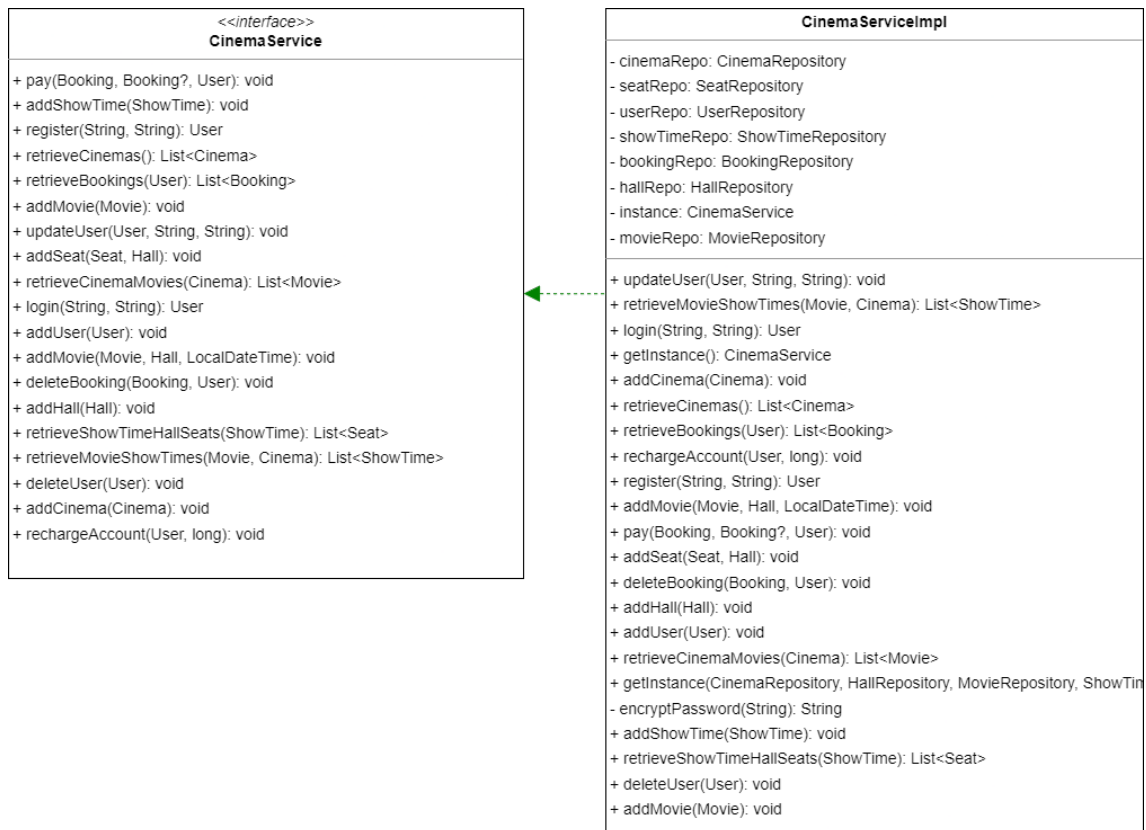 <<interface>>
CinemaService
+ pay(Booking, Booking?, User): void
+ addShowTime(ShowTime): void
+ register(String, String): User
+ retrieveCinemas(): List<Cinema>
+ retrieveBookings(User): List<Booking>
+ addMovie(Movie): void
+ updateUser(User, String, String): void
+ addSeat(Seat, Hall): void
+ retrieveCinemaMovies(Cinema): List<Movie>
+ login(String, String): User
+ addUser(User): void
+ addMovie(Movie, Hall, LocalDateTime): void
+ deleteBooking(Booking, User): void
+ addHall(Hall): void
+ retrieveShowTimeHallSeats(ShowTime): List<Seat>
+ retrieveMovieShowTimes(Movie, Cinema): List<ShowTime>
+ deleteUser(User): void
+ addCinema(Cinema): void
+ rechargeAccount(User, long): void
CinemaServiceImpl
- cinemaRepo: CinemaRepository
- seatRepo: SeatRepository
- userRepo: UserRepository
- showTimeRepo: ShowTimeRepository
- bookingRepo: BookingRepository
- hallRepo: HallRepository
- instance: CinemaService
- movieRepo: MovieRepository
+ updateUser(User, String, String): void
+ retrieveMovieShowTimes(Movie, Cinema): List<ShowTime>
+ login(String, String): User
+ getInstance(): CinemaService
+ addCinema(Cinema): void
+ retrieveCinemas(): List<Cinema>
+ retrieveBookings(User): List<Booking>
+ rechargeAccount(User, long): void
+ register(String, String): User
+ addMovie(Movie, Hall, LocalDateTime): void
+ pay(Booking, Booking?, User): void
+ addSeat(Seat, Hall): void
+ deleteBooking(Booking, User): void
+ addHall(Hall): void
+ addUser(User): void
+ retrieveCinemaMovies(Cinema): List<Movie>
+ getInstance(CinemaRepository, HallRepository, MovieRepository,
- encryptPassword(String): String
+ addShowTime(ShowTime): void
+ retrieveShowTimeHallSeats(ShowTime): List<Seat>
+ deleteUser(User): void
+ addMovie(Movie): void